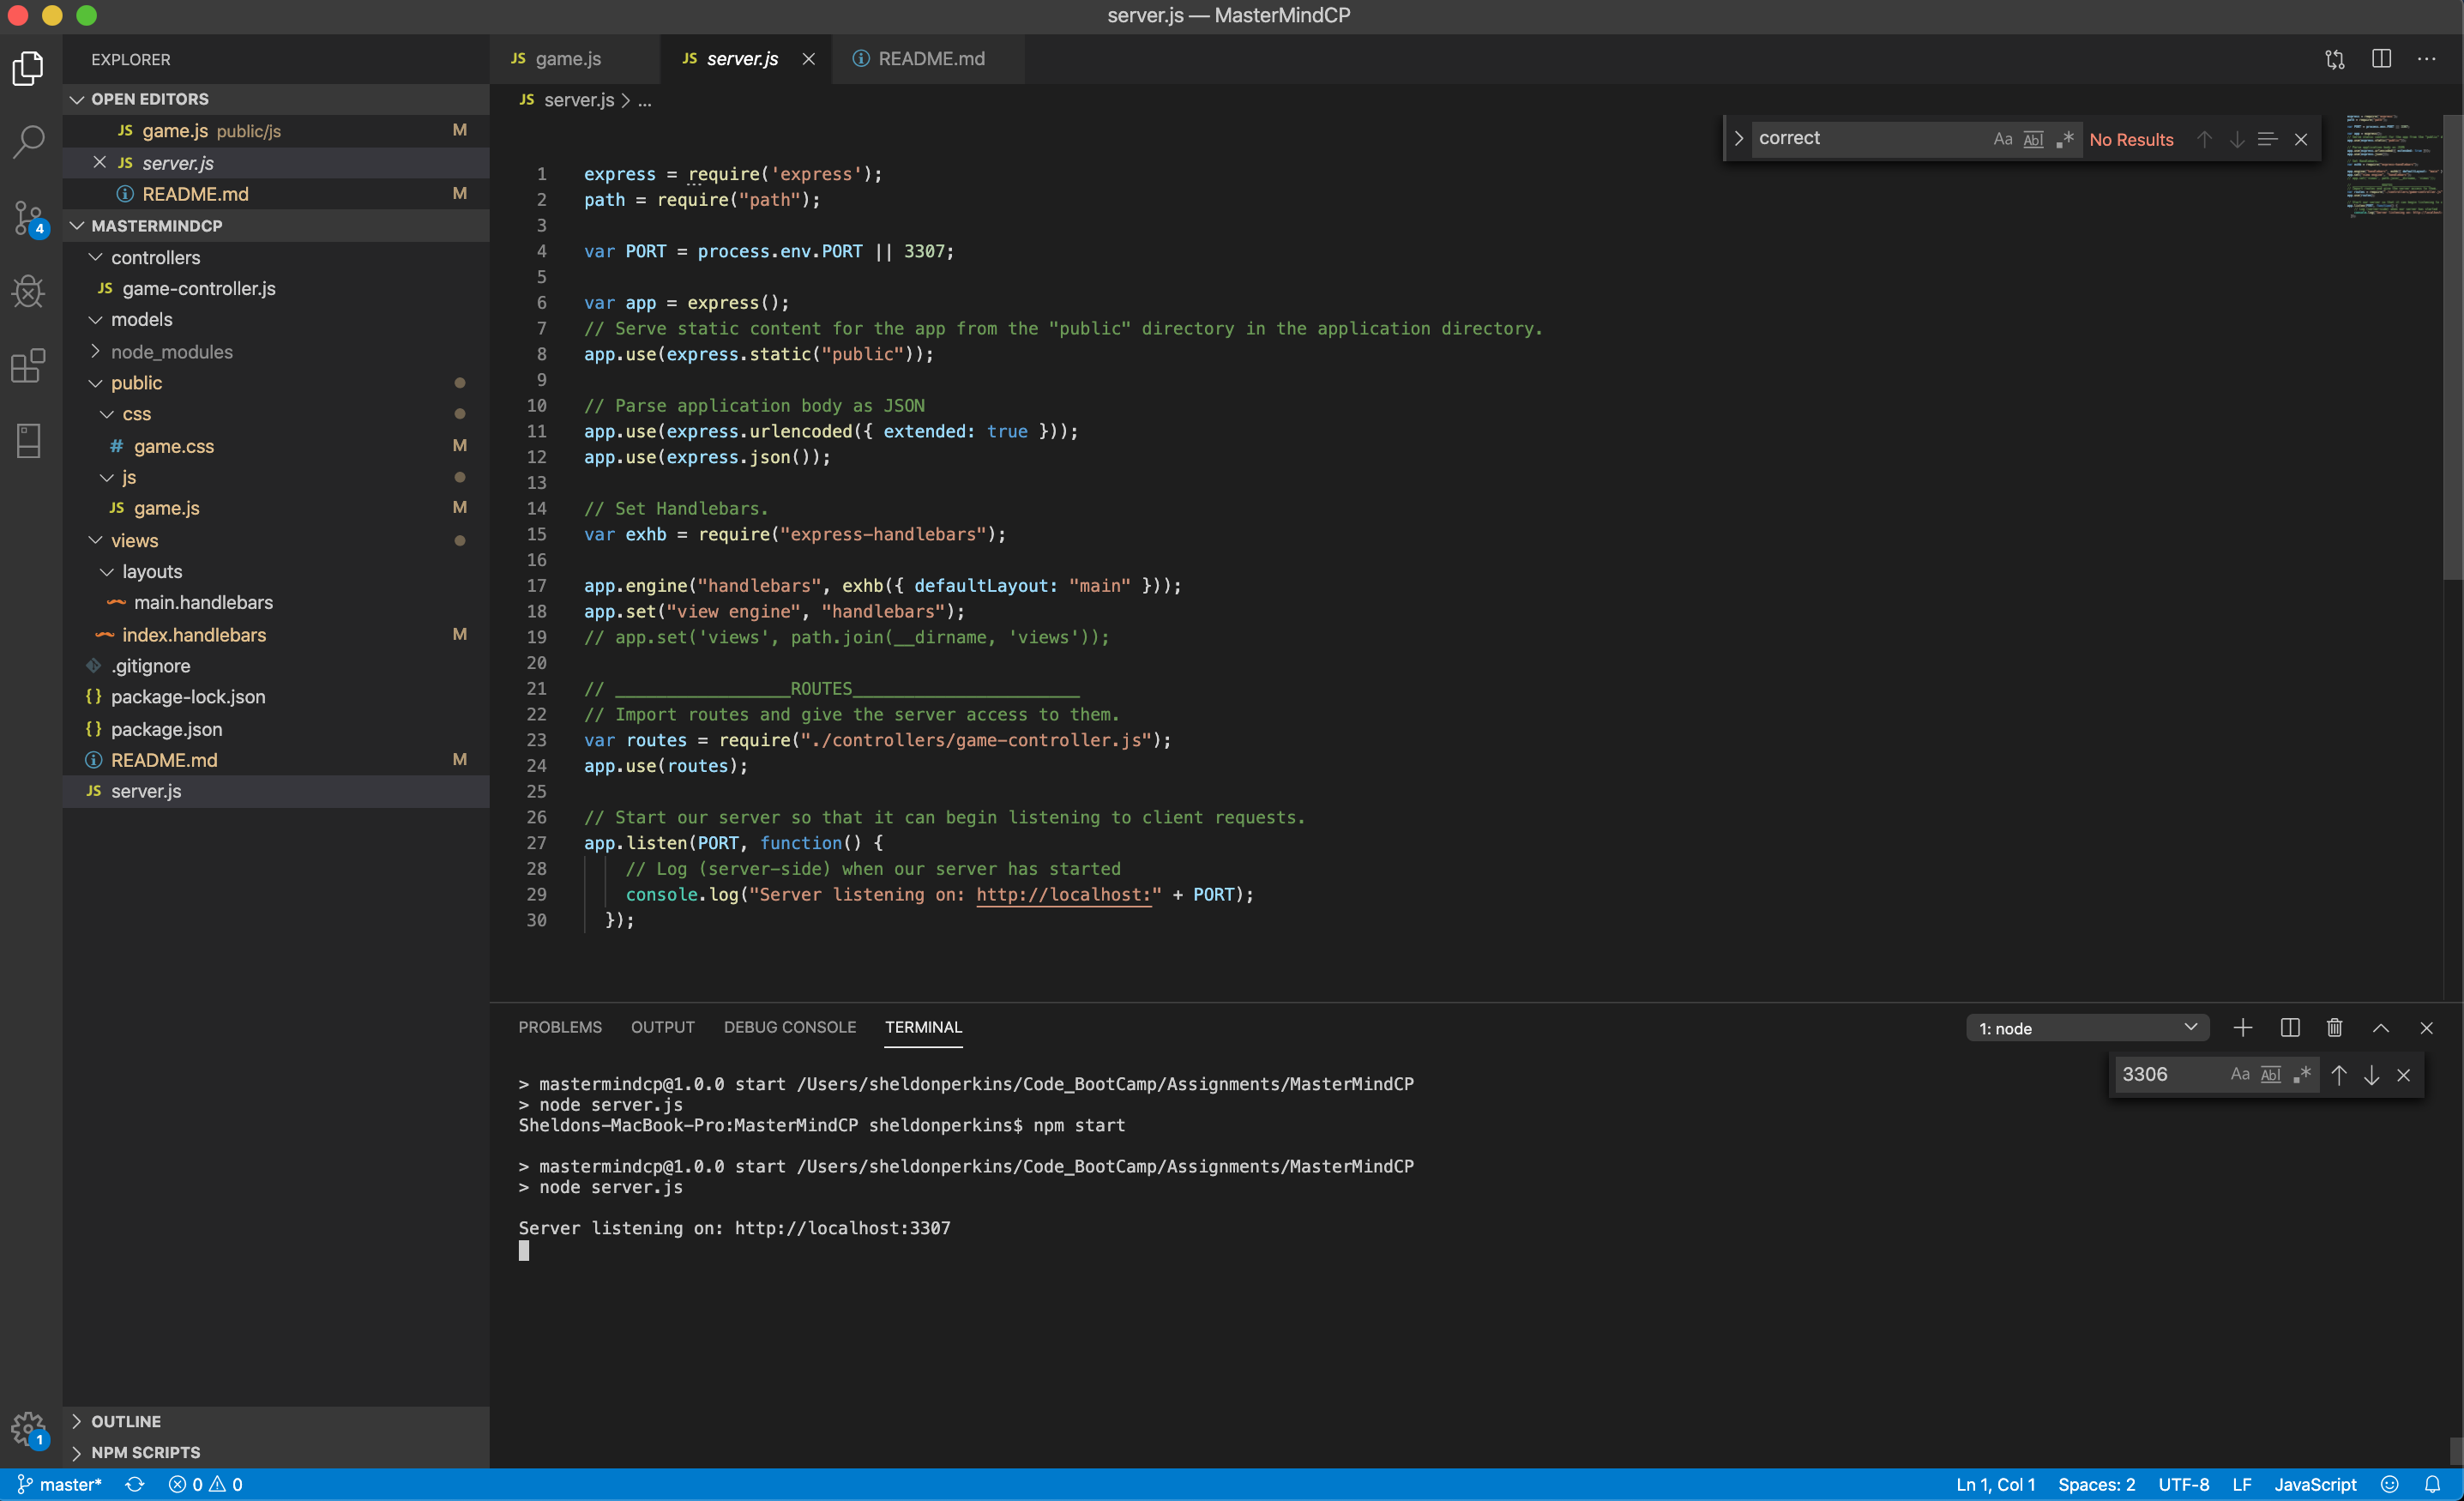 server.js — MasterMindCP
EXPLORER
OPEN EDITORS
JS game.js public/js M
JS server.js
README.md M
4
MASTERMINDCP
controllers
JS game-controller.js
models
node_modules
public
css
# game.css M
js
JS game.js M
views
layouts
main.handlebars
index.handlebars M
.gitignore
{} package-lock.json
{} package.json
README.md M
JS server.js
OUTLINE
NPM SCRIPTS
1
JS game.js
JS server.js
README.md
JS server.js > ...
correct Aa Abl .* No Results
1 express = require('express');
2 path = require("path");
3
4 var PORT = process.env.PORT || 3307;
5
6 var app = express();
7 // Serve static content for the app from the "public" directory in the application directory.
8 app.use(express.static("public"));
9
10 // Parse application body as JSON
11 app.use(express.urlencoded({ extended: true }));
12 app.use(express.json());
13
14 // Set Handlebars.
15 var exhb = require("express-handlebars");
16
17 app.engine("handlebars", exhb({ defaultLayout: "main" }));
18 app.set("view engine", "handlebars");
19 // app.set('views', path.join(__dirname, 'views'));
20
21 // _________________ROUTES______________________
22 // Import routes and give the server access to them.
23 var routes = require("./controllers/game-controller.js");
24 app.use(routes);
25
26 // Start our server so that it can begin listening to client requests.
27 app.listen(PORT, function() {
28 // Log (server-side) when our server has started
29 console.log("Server listening on: http://localhost:" + PORT);
30 });
PROBLEMS OUTPUT DEBUG CONSOLE TERMINAL
1: node
3306 Aa Abl .*
> mastermindcp@1.0.0 start /Users/sheldonperkins/Code_BootCamp/Assignments/MasterMindCP
> node server.js
Sheldons-MacBook-Pro:MasterMindCP sheldonperkins$ npm start
> mastermindcp@1.0.0 start /Users/sheldonperkins/Code_BootCamp/Assignments/MasterMindCP
> node server.js
Server listening on: http://localhost:3307
master* 0 0
Ln 1, Col 1 Spaces: 2 UTF-8 LF JavaScript